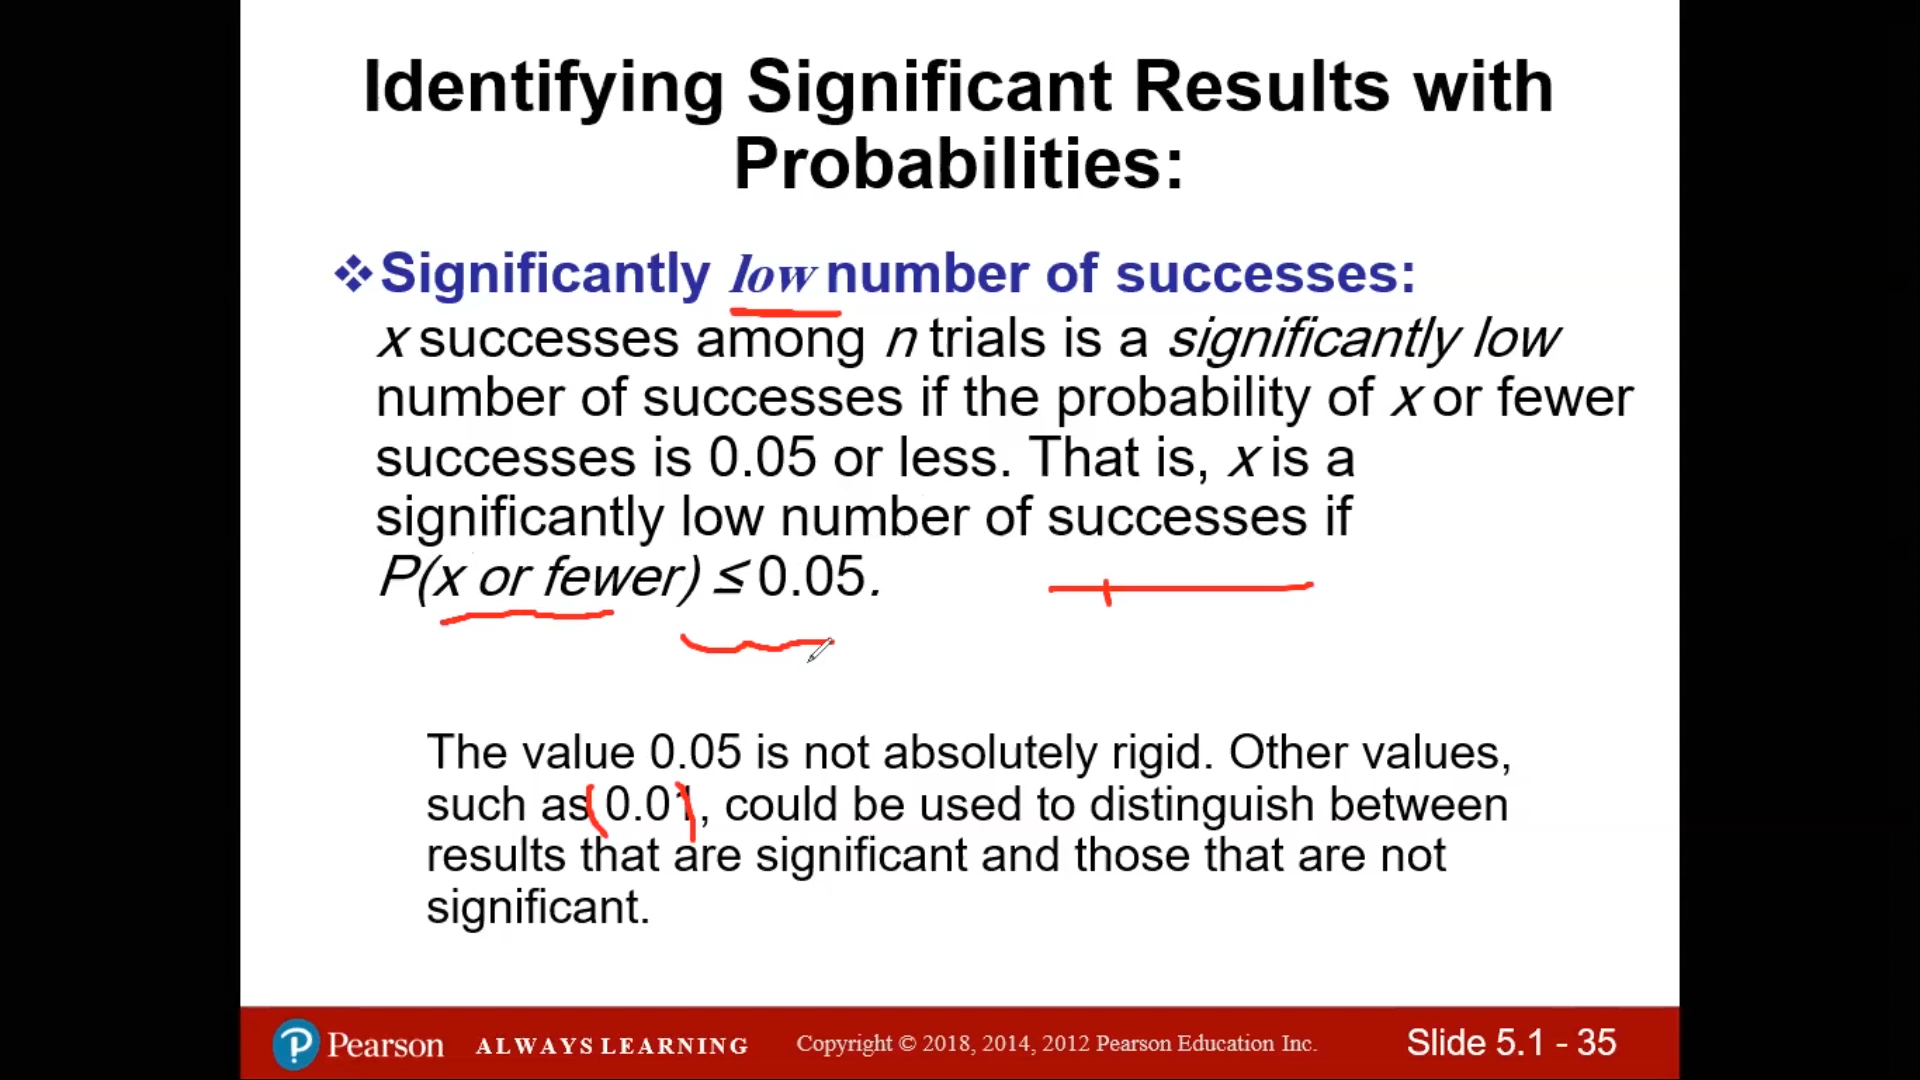 Identifying Significant Results with
Probabilities:
❖Significantly low number of successes:
x successes among n trials is a significantly low
number of successes if the probability of x or fewer
successes is 0.05 or less. That is, x is a
significantly low number of successes if
P(x or fewer) ≤ 0.05.
The value 0.05 is not absolutely rigid. Other values,
such as (0.01), could be used to distinguish between
results that are significant and those that are not
significant.
P Pearson ALWAYS LEARNING Copyright © 2018, 2014, 2012 Pearson Education Inc. Slide 5.1 - 35